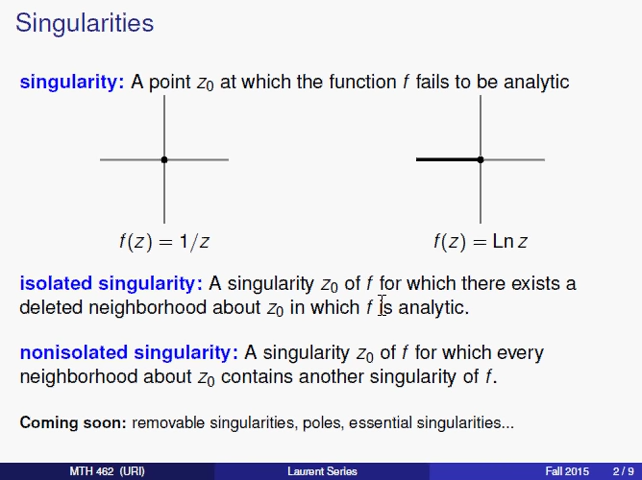 Singularities
singularity: A point z₀ at which the function f fails to be analytic
f(z) = 1/z
f(z) = Ln z
isolated singularity: A singularity z₀ of f for which there exists a
deleted neighborhood about z₀ in which f is analytic.
nonisolated singularity: A singularity z₀ of f for which every
neighborhood about z₀ contains another singularity of f.
Coming soon: removable singularities, poles, essential singularities...
MTH 462 (URI) Laurent Series Fall 2015 2 / 9